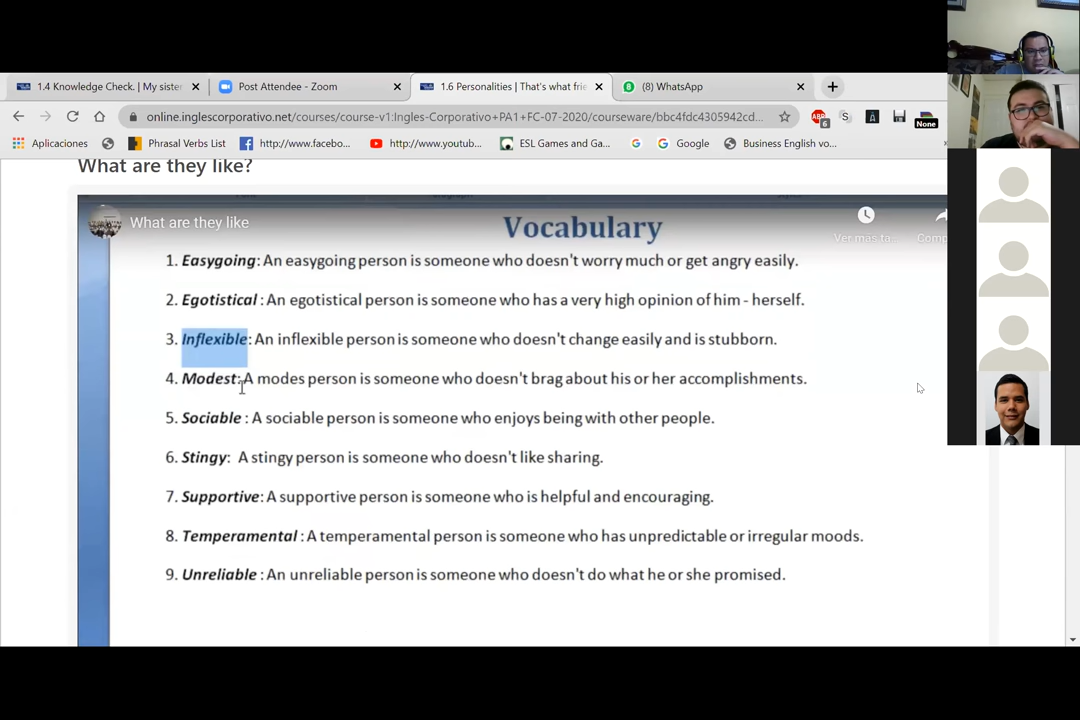 1.4 Knowledge Check. | My siste
Post Attendee - Zoom
1.6 Personalities | That's what frie
(8) WhatsApp
online.inglescorporativo.net/courses/course-v1:Ingles-Corporativo+PA1+FC-07-2020/courseware/bbc4fdc4305942cd...
ABP
6
S
None
Aplicaciones
Phrasal Verbs List
http://www.facebo...
http://www.youtub...
ESL Games and Ga...
Google
Business English vo...
What are they like?
What are they like
Vocabulary
Ver más ta...
Comp
1. Easygoing: An easygoing person is someone who doesn't worry much or get angry easily.
2. Egotistical : An egotistical person is someone who has a very high opinion of him - herself.
3. Inflexible: An inflexible person is someone who doesn't change easily and is stubborn.
4. Modest: A modes person is someone who doesn't brag about his or her accomplishments.
5. Sociable : A sociable person is someone who enjoys being with other people.
6. Stingy: A stingy person is someone who doesn't like sharing.
7. Supportive: A supportive person is someone who is helpful and encouraging.
8. Temperamental : A temperamental person is someone who has unpredictable or irregular moods.
9. Unreliable : An unreliable person is someone who doesn't do what he or she promised.